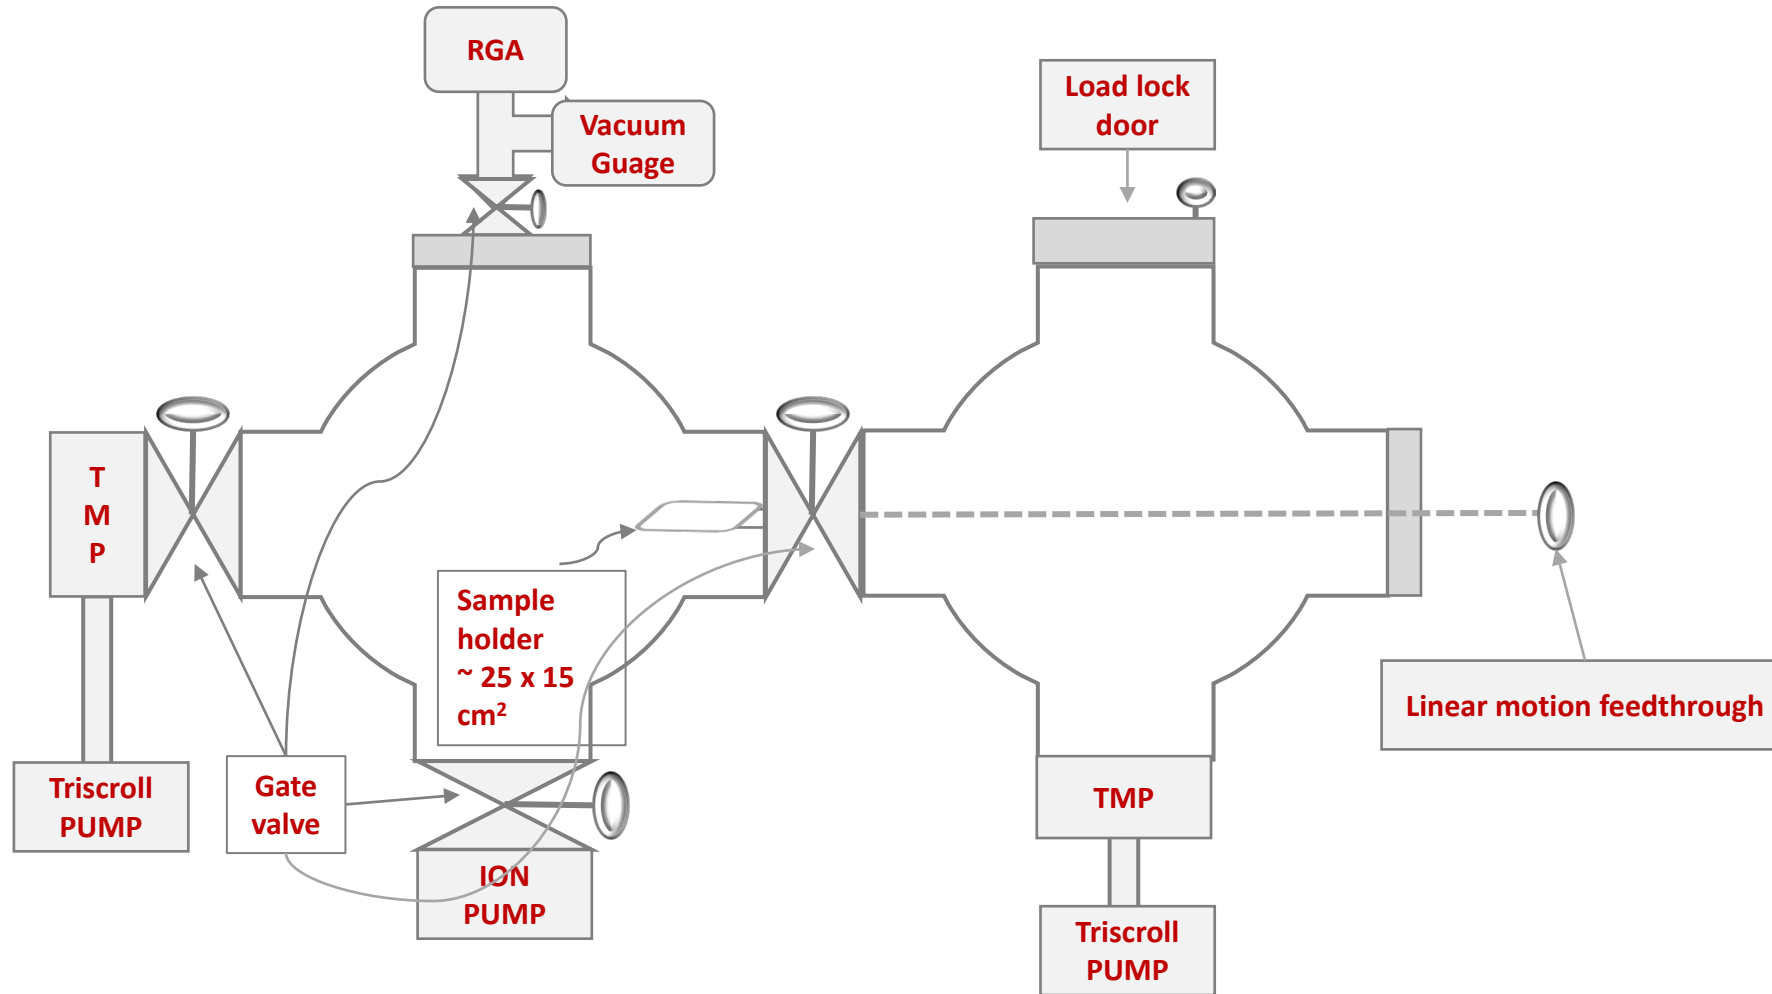 RGA
Vacuum
Guage
Load lock
door
T
M
P
Sample
holder
~ 25 x 15
cm²
Linear motion feedthrough
Triscroll
PUMP
Gate
valve
TMP
ION
PUMP
Triscroll
PUMP